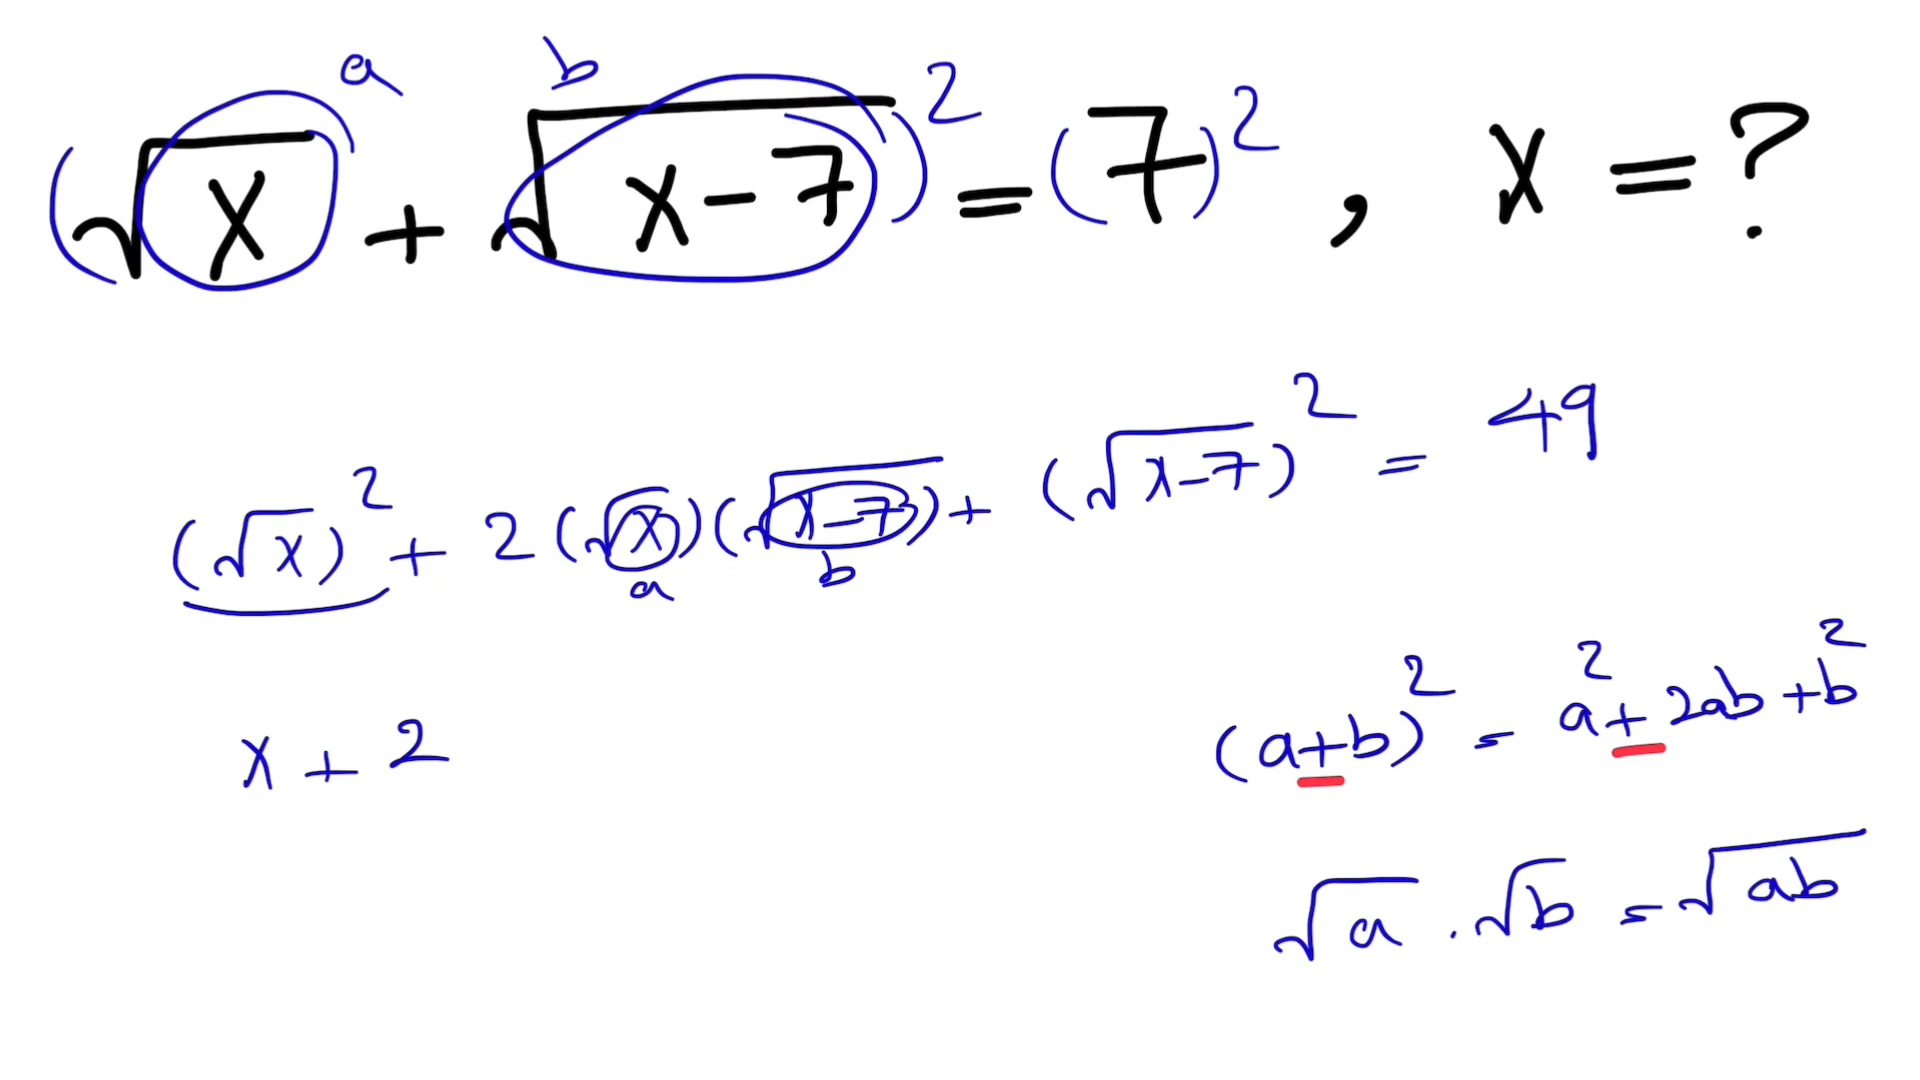 a b
(√x + √(x-7))² = (7)² , x = ?
(√x)² + 2(√x)(√(x-7)) + (√(x-7))² = 49
a b
x + 2
(a+b)² = a² + 2ab + b²
√a . √b = √ab